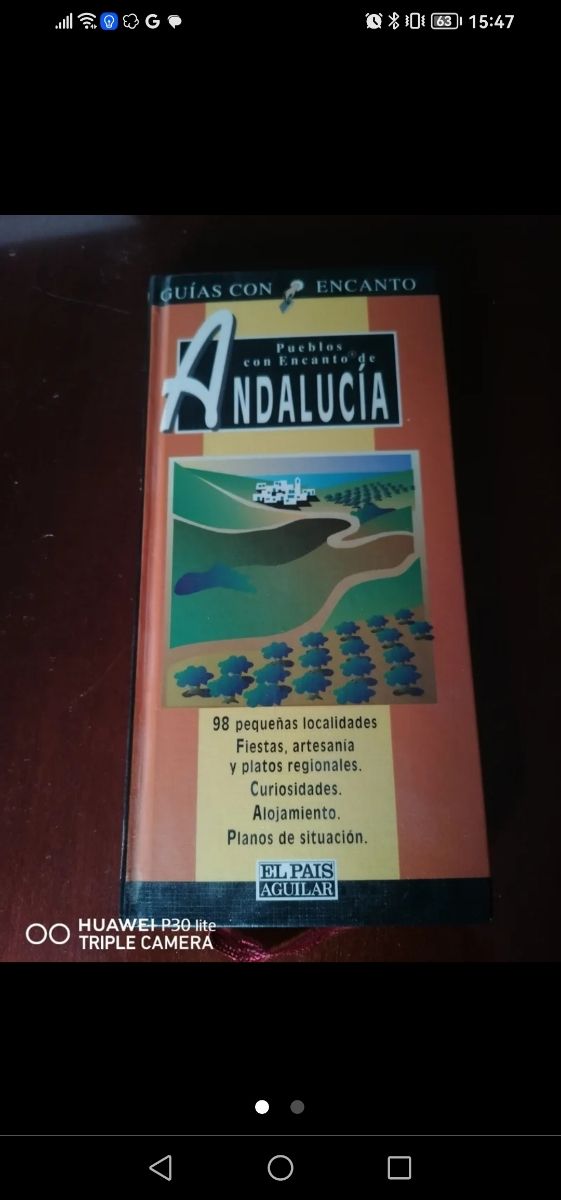 15:47
63
GUÍAS CON ENCANTO
Pueblos
con Encanto® de
ANDALUCÍA
98 pequeñas localidades
Fiestas, artesanía
y platos regionales.
Curiosidades.
Alojamiento.
Planos de situación.
EL PAIS
AGUILAR
HUAWEI P30 lite
TRIPLE CAMERA